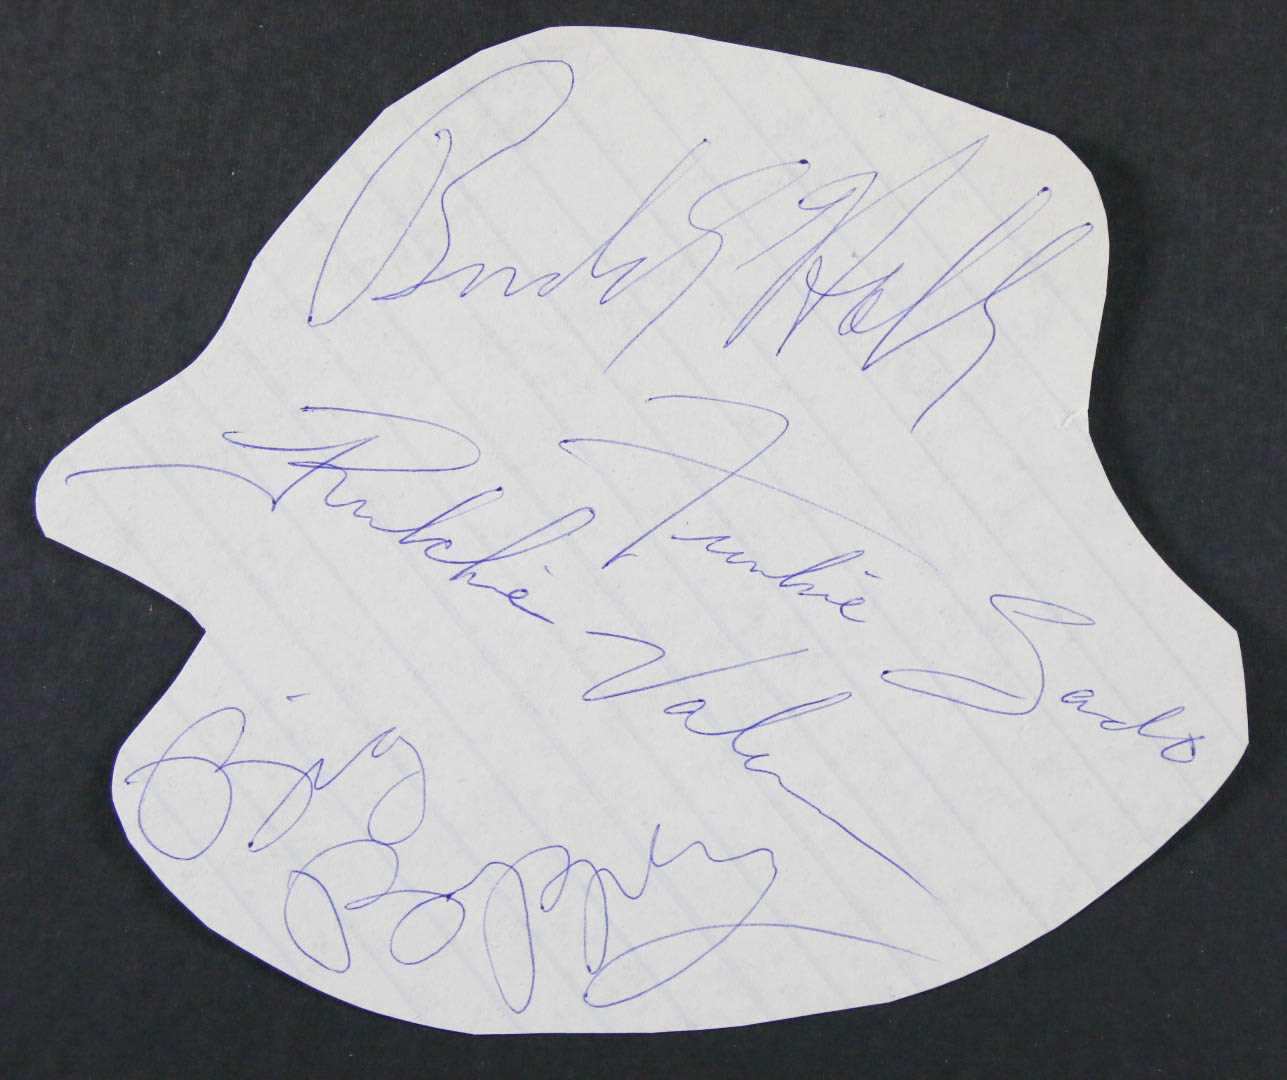 Buddy Holly
Frankie Sardo
Ritchie Valens
Big Bopper